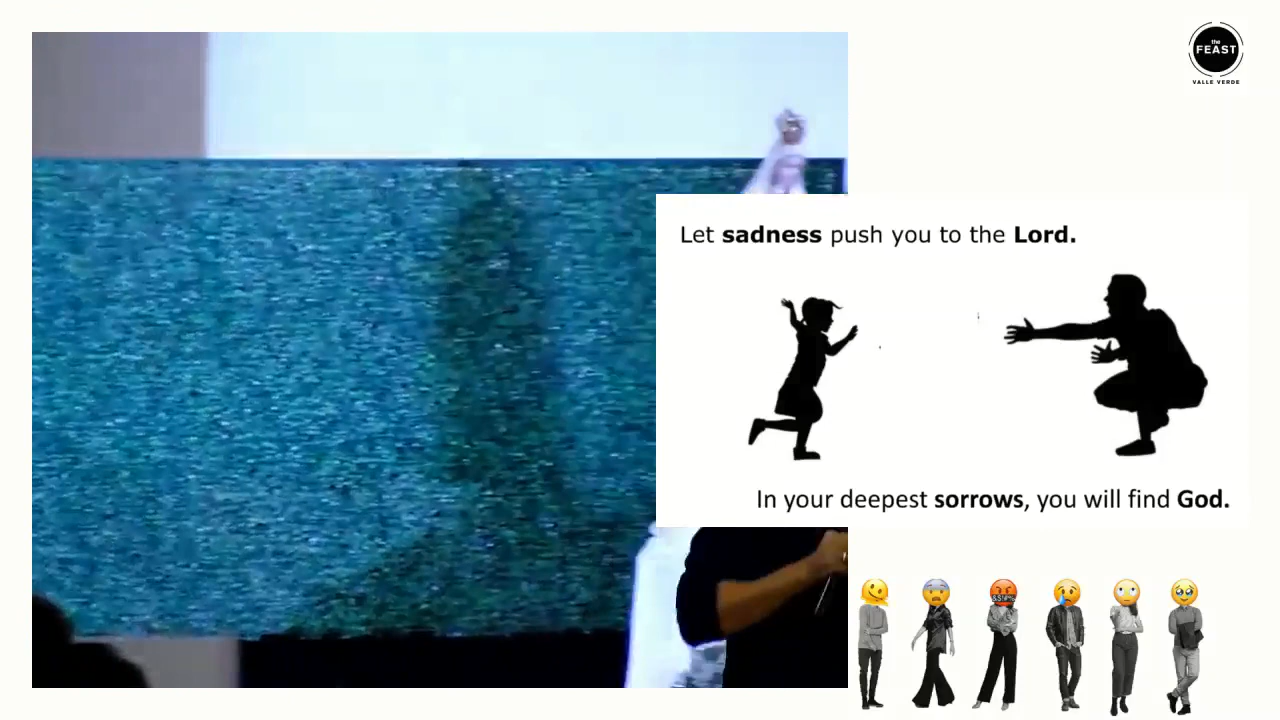 the
FEAST
VALLE VERDE
Let sadness push you to the Lord.
In your deepest sorrows, you will find God.
&$!#%